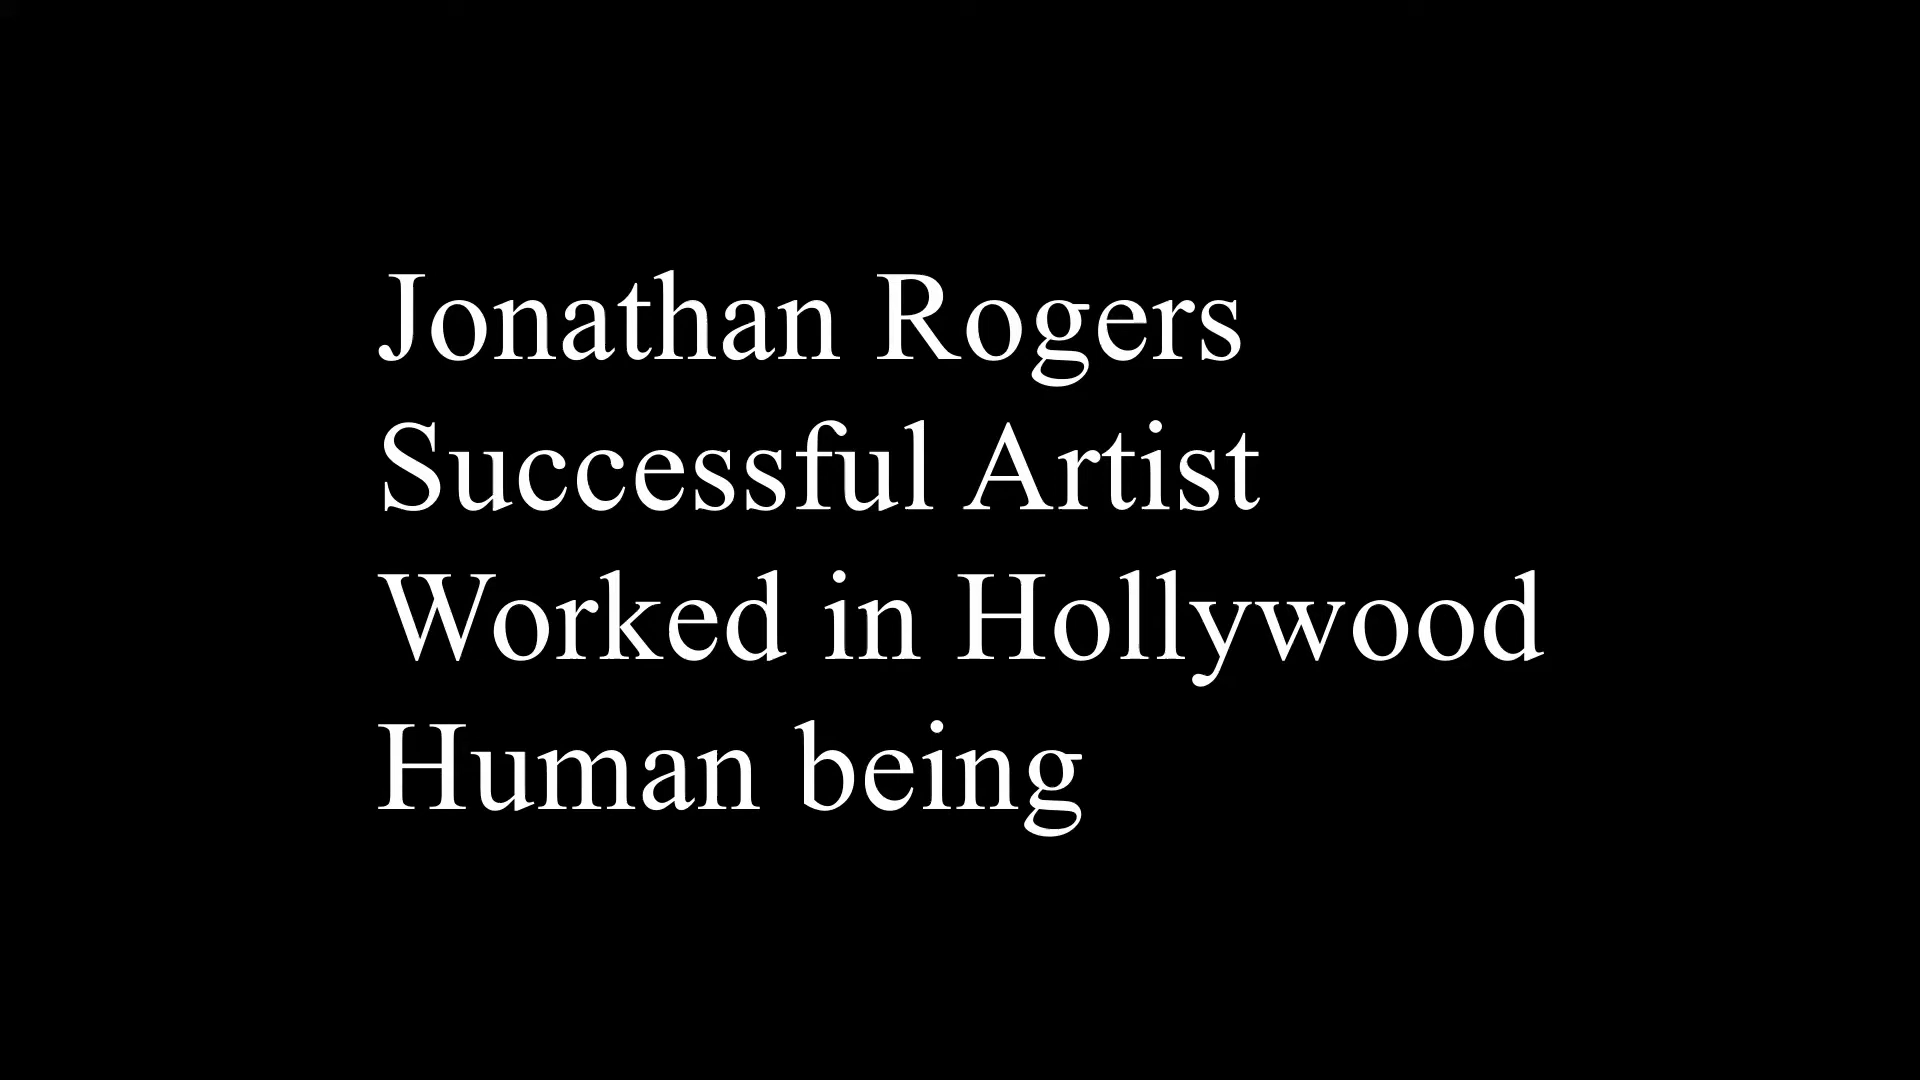 Jonathan Rogers
Successful Artist
Worked in Hollywood
Human being